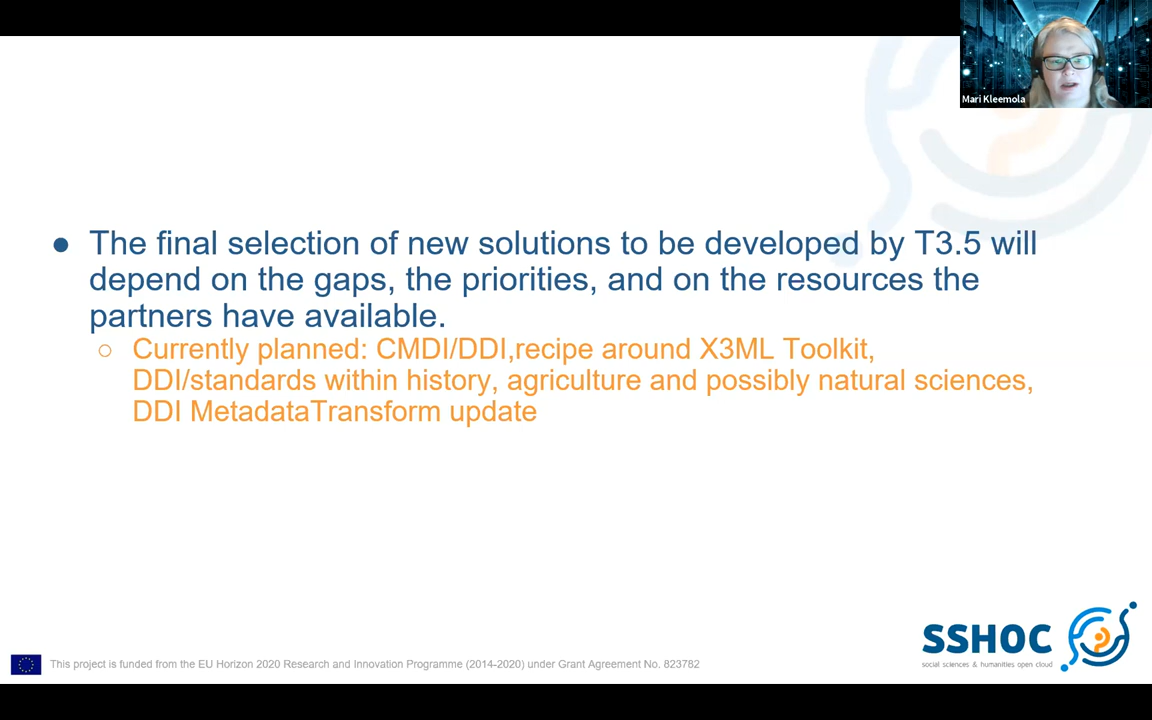 Mari Kleemola
● The final selection of new solutions to be developed by T3.5 will
depend on the gaps, the priorities, and on the resources the
partners have available.
○ Currently planned: CMDI/DDI,recipe around X3ML Toolkit,
DDI/standards within history, agriculture and possibly natural sciences,
DDI MetadataTransform update
SSHOC
social sciences & humanities open cloud
This project is funded from the EU Horizon 2020 Research and Innovation Programme (2014-2020) under Grant Agreement No. 823782